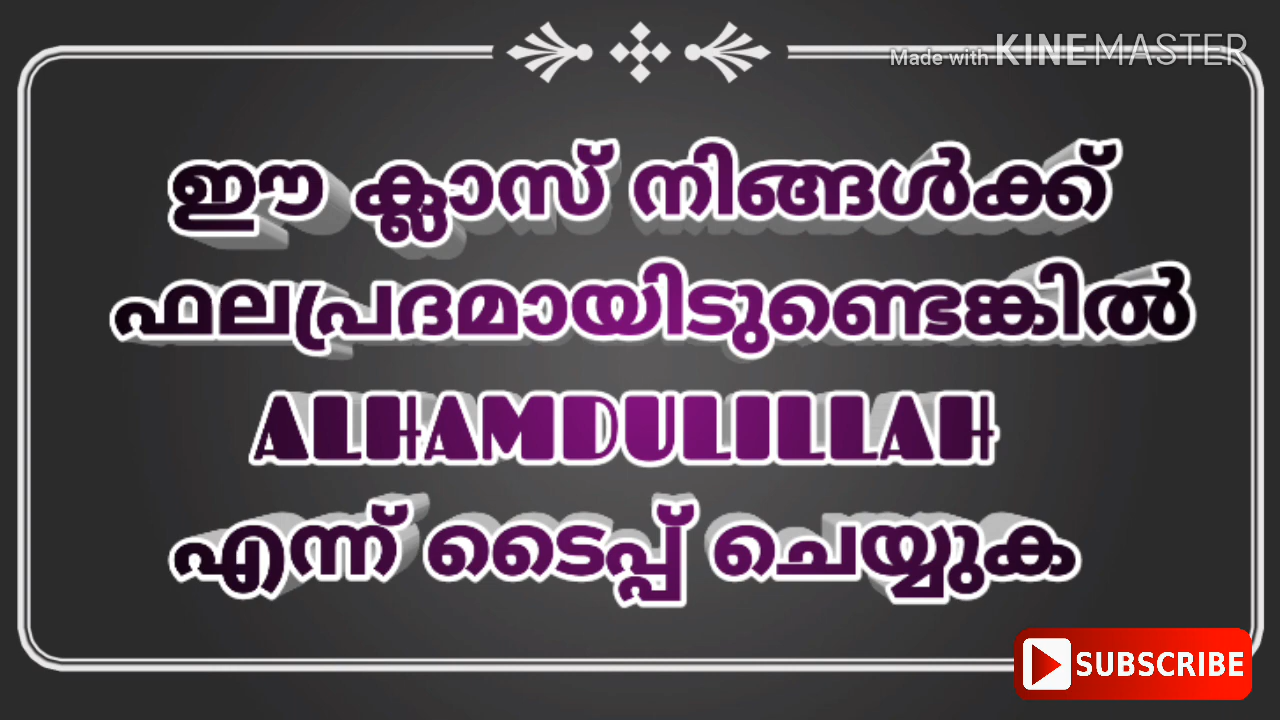 Made with KINEMASTER
ഈ ക്ലാസ് നിങ്ങൾക്ക്
ഫലപ്രദമായിടുണ്ടെങ്കിൽ
ALHAMDULILLAH
എന്ന് ടൈപ്പ് ചെയ്യുക
SUBSCRIBE